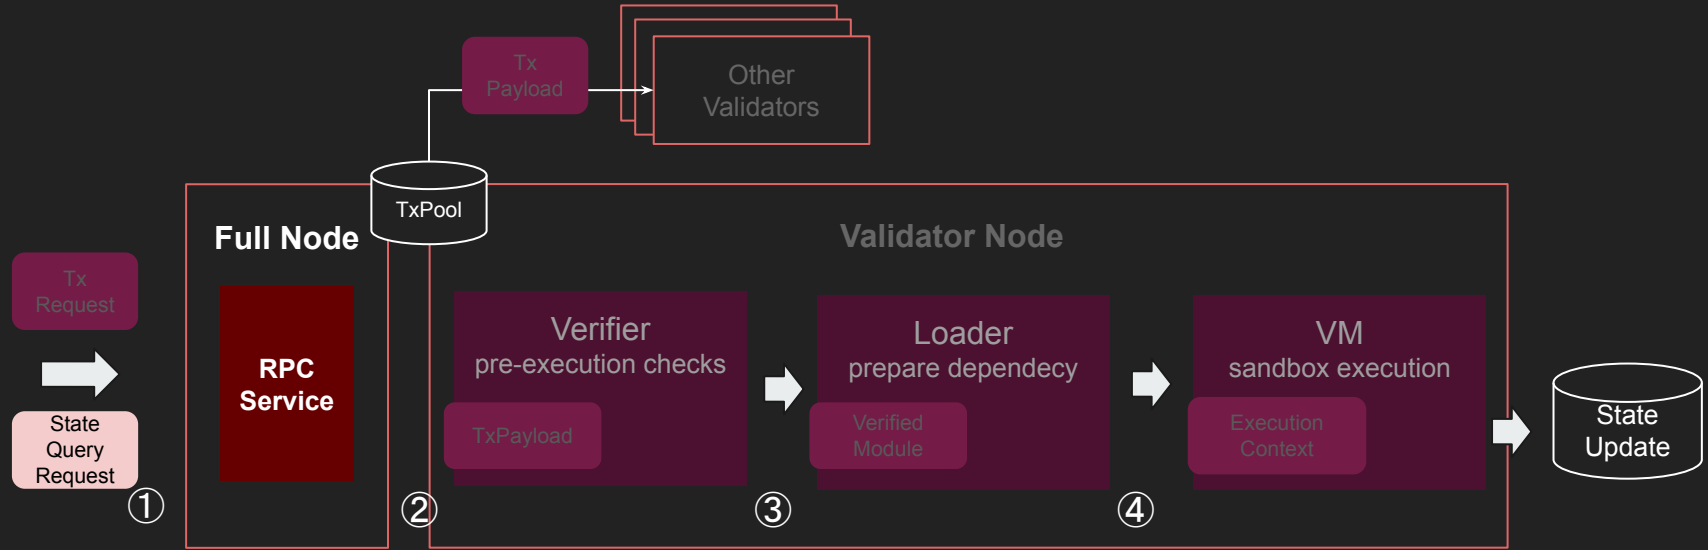 Tx
Payload
Other
Validators
TxPool
Full Node
Validator Node
Tx
Request
RPC
Service
State
Query
Request
Verifier
pre-execution checks
TxPayload
Loader
prepare dependecy
Verified
Module
VM
sandbox execution
Execution
Context
State
Update
①
②
③
④